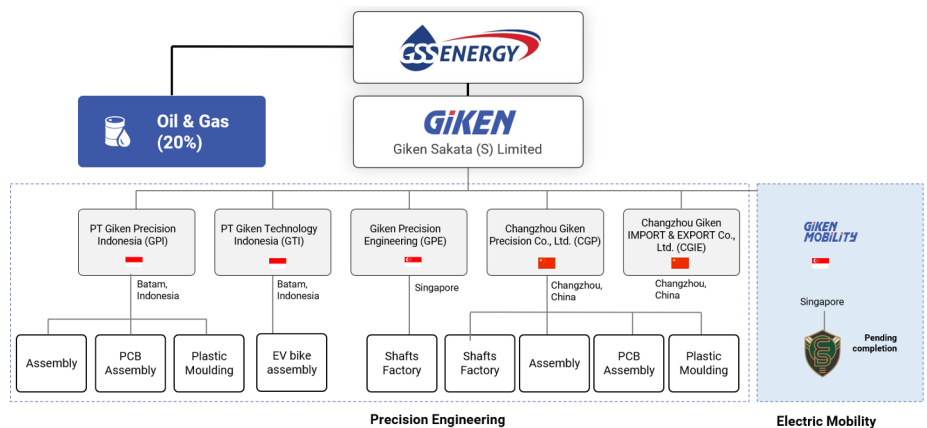 GSSENERGY
Oil & Gas
(20%)
GiKEN
Giken Sakata (S) Limited
PT Giken Precision
Indonesia (GPI)
PT Giken Technology
Indonesia (GTI)
Giken Precision
Engineering (GPE)
Changzhou Giken
Precision Co., Ltd. (CGP)
Changzhou Giken
IMPORT & EXPORT Co.,
Ltd. (CGIE)
GiKEN
MOBILITY
Batam,
Indonesia
Batam,
Indonesia
Singapore
Changzhou,
China
Changzhou,
China
Singapore
Assembly
PCB
Assembly
Plastic
Moulding
EV bike
assembly
Shafts
Factory
Shafts
Factory
Assembly
PCB
Assembly
Plastic
Moulding
Pending
completion
Precision Engineering
Electric Mobility